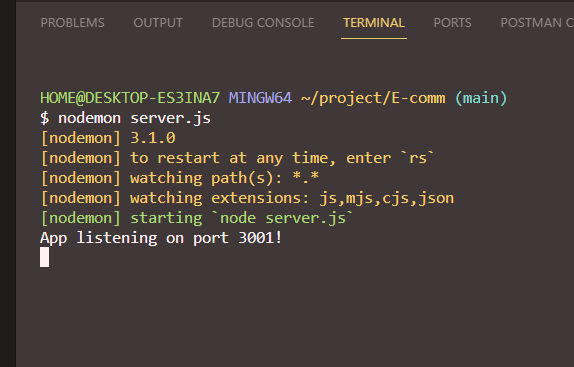 PROBLEMS OUTPUT DEBUG CONSOLE TERMINAL PORTS POSTMAN C
HOME@DESKTOP-ES3INA7 MINGW64 ~/project/E-comm (main)
$ nodemon server.js
[nodemon] 3.1.0
[nodemon] to restart at any time, enter `rs`
[nodemon] watching path(s): *.*
[nodemon] watching extensions: js,mjs,cjs,json
[nodemon] starting `node server.js`
App listening on port 3001!